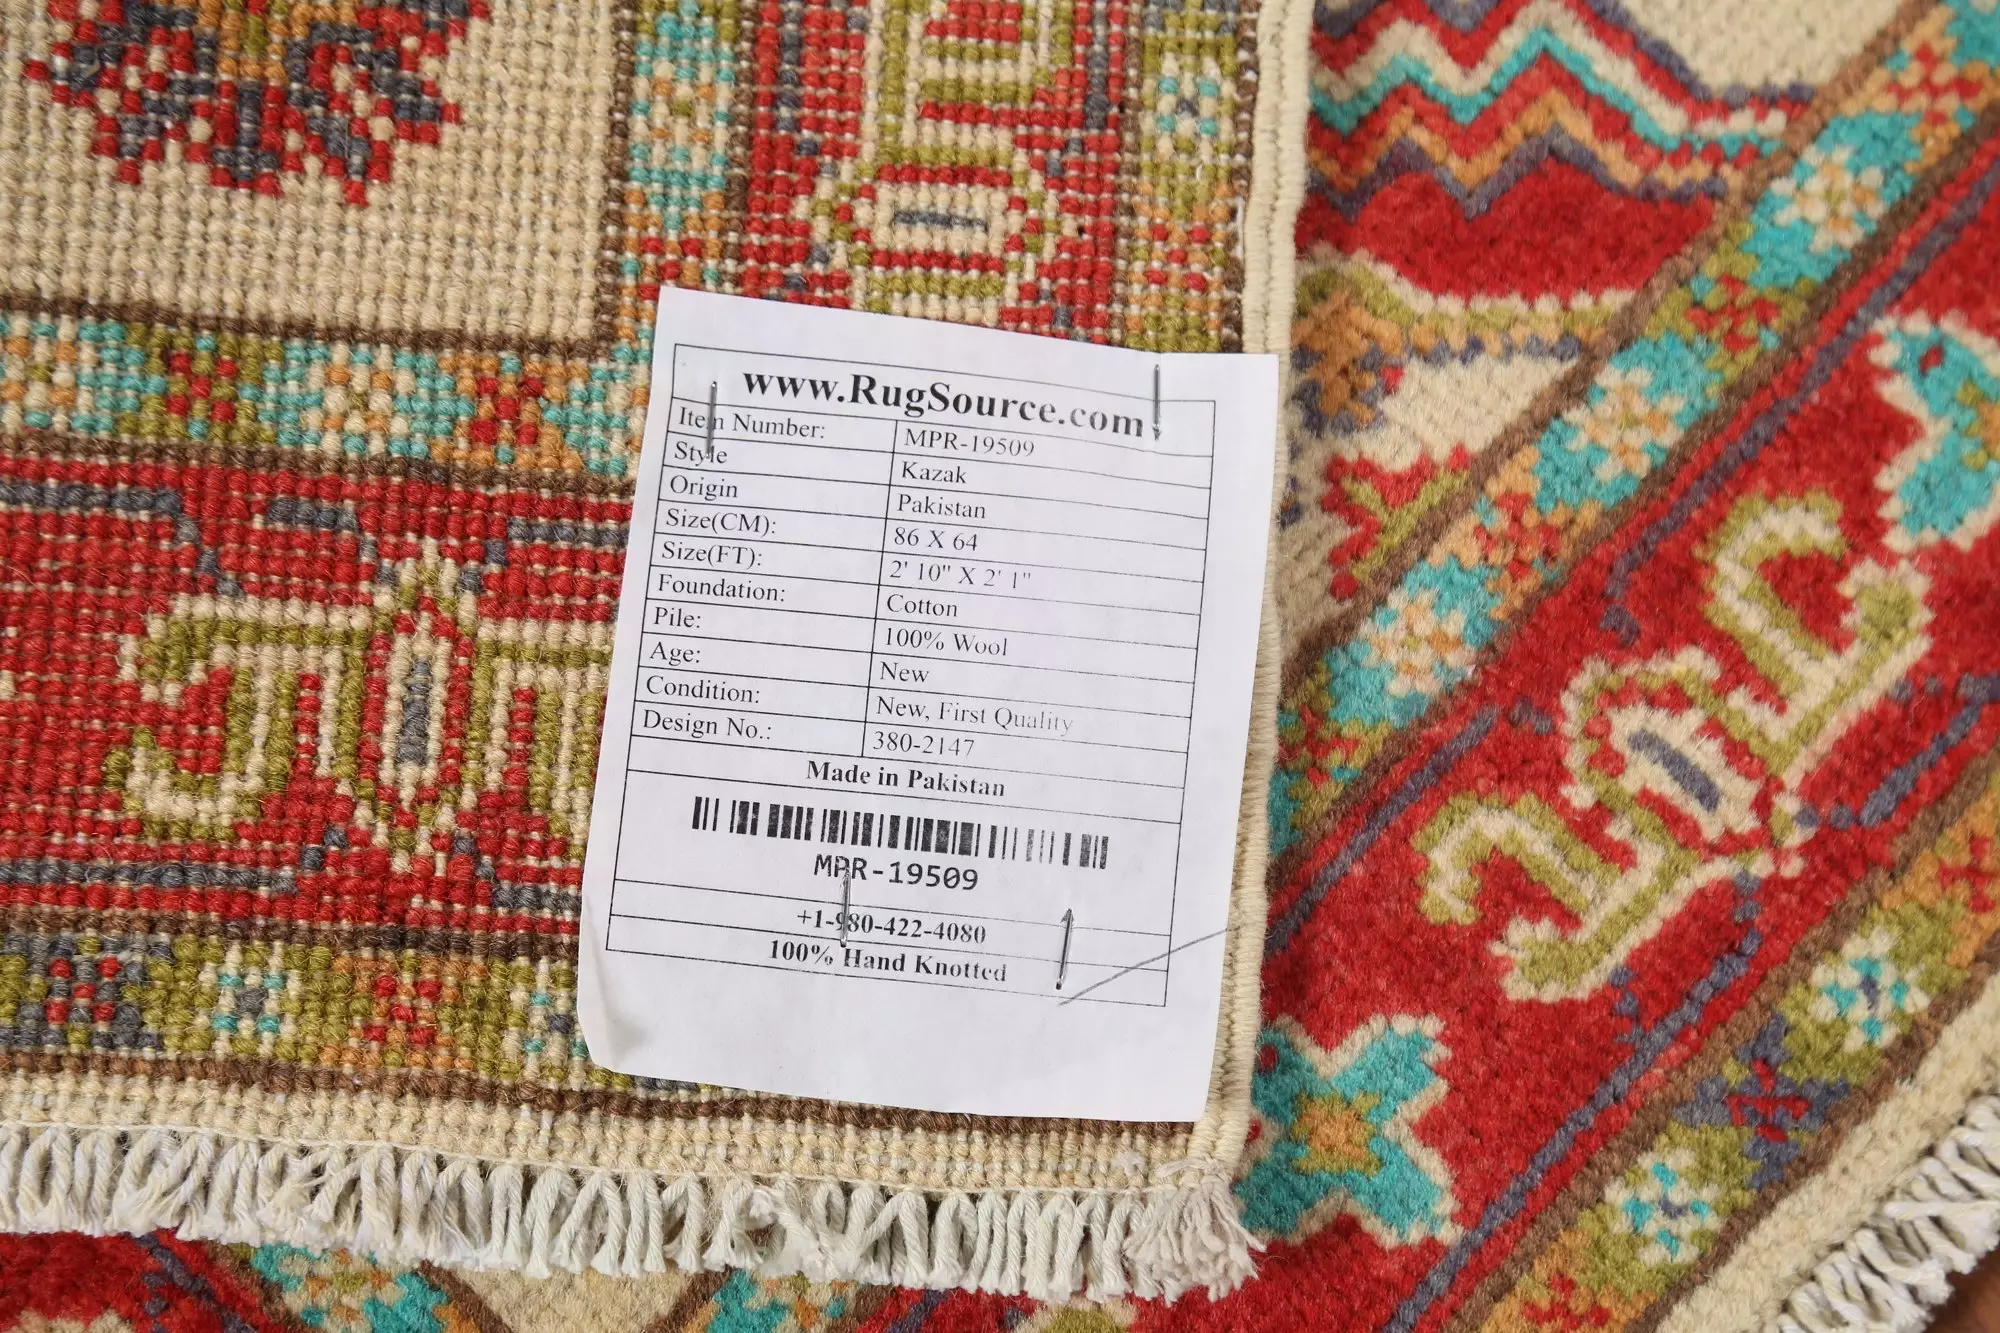 www.RugSource.com
Item Number: MPR-19509
Style Kazak
Origin Pakistan
Size(CM): 86 X 64
Size(FT): 2' 10" X 2' 1"
Foundation: Cotton
Pile: 100% Wool
Age: New
Condition: New, First Quality
Design No.: 380-2147
Made in Pakistan
MPR-19509
+1-980-422-4080
100% Hand Knotted